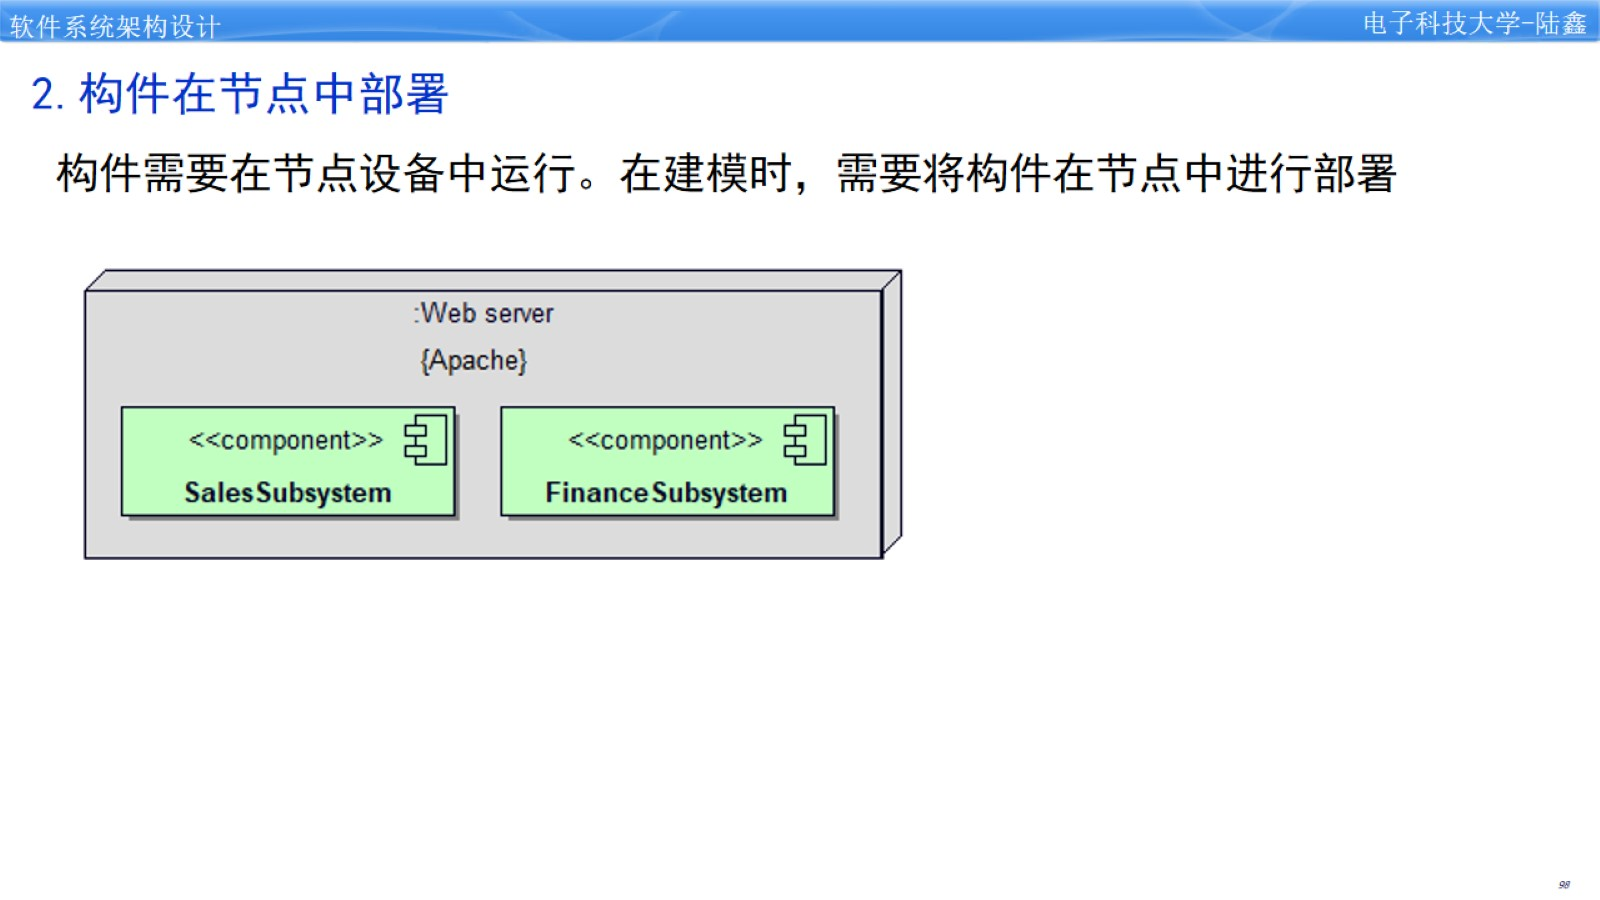 软件系统架构设计
电子科技大学-陆鑫
2. 构件在节点中部署
构件需要在节点设备中运行。在建模时，需要将构件在节点中进行部署
:Web server
{Apache}
<<component>>
SalesSubsystem
<<component>>
FinanceSubsystem
98